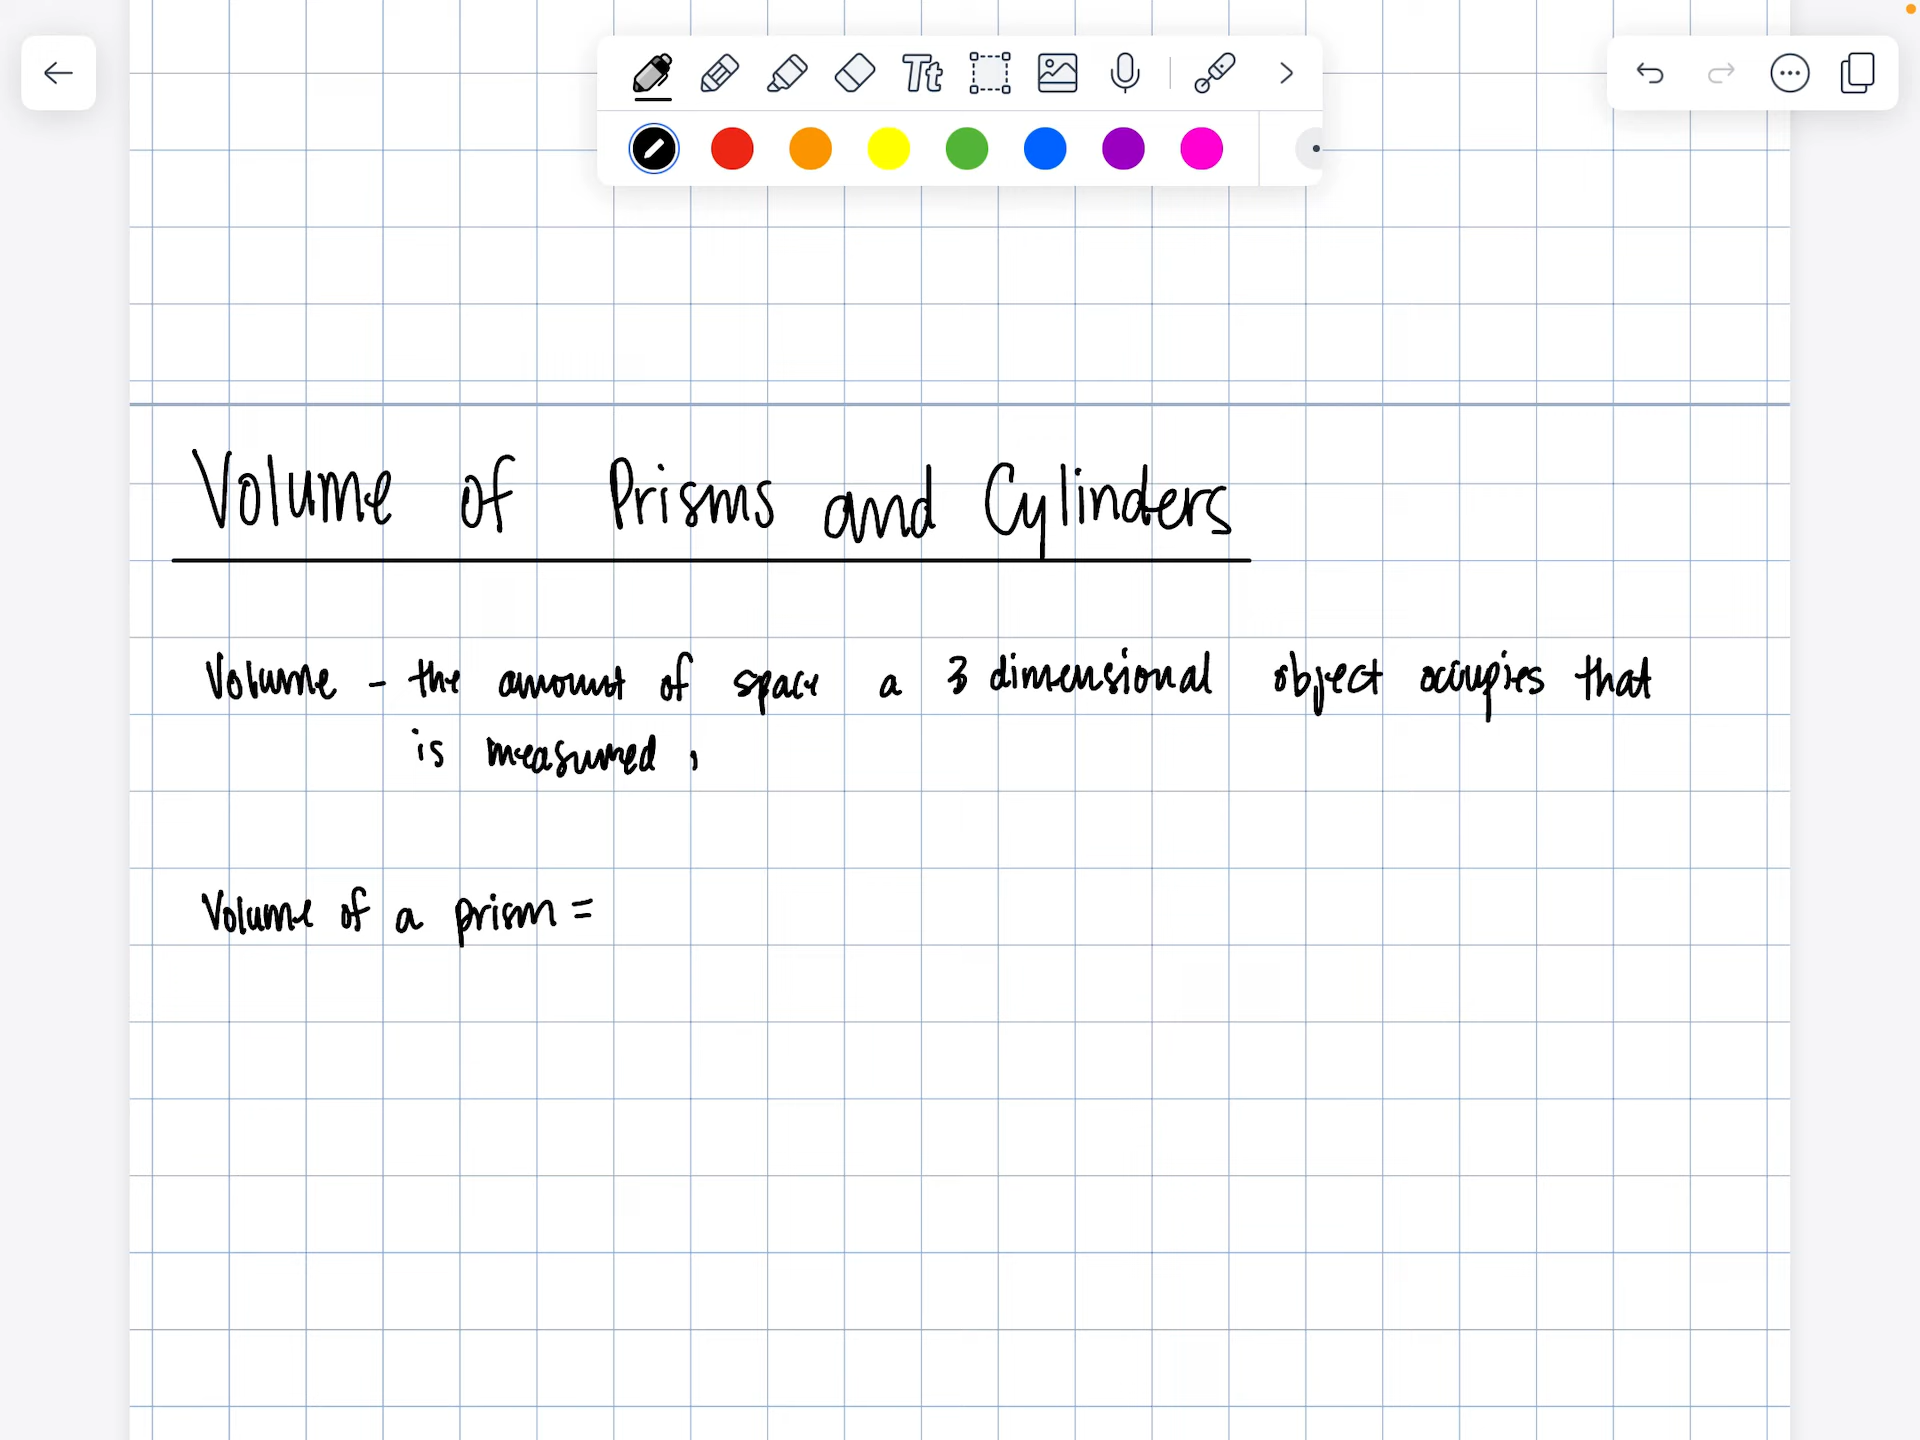 Tt
Volume of Prisms and Cylinders
Volume - the amount of space a 3 dimensional object occupies that
is measured ,
Volume of a prism =